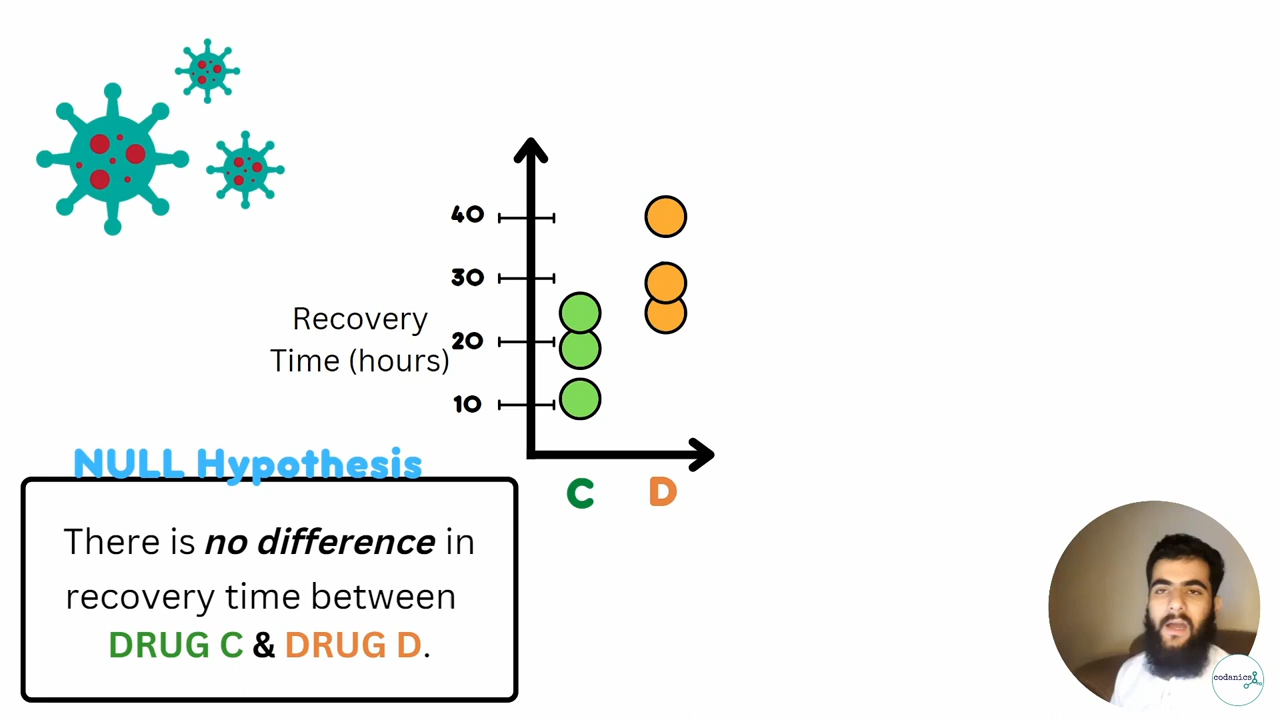 40
30
Recovery
20
Time (hours)
10
NULL Hypothesis
C
D
There is no difference in
recovery time between
DRUG C & DRUG D.
codanics